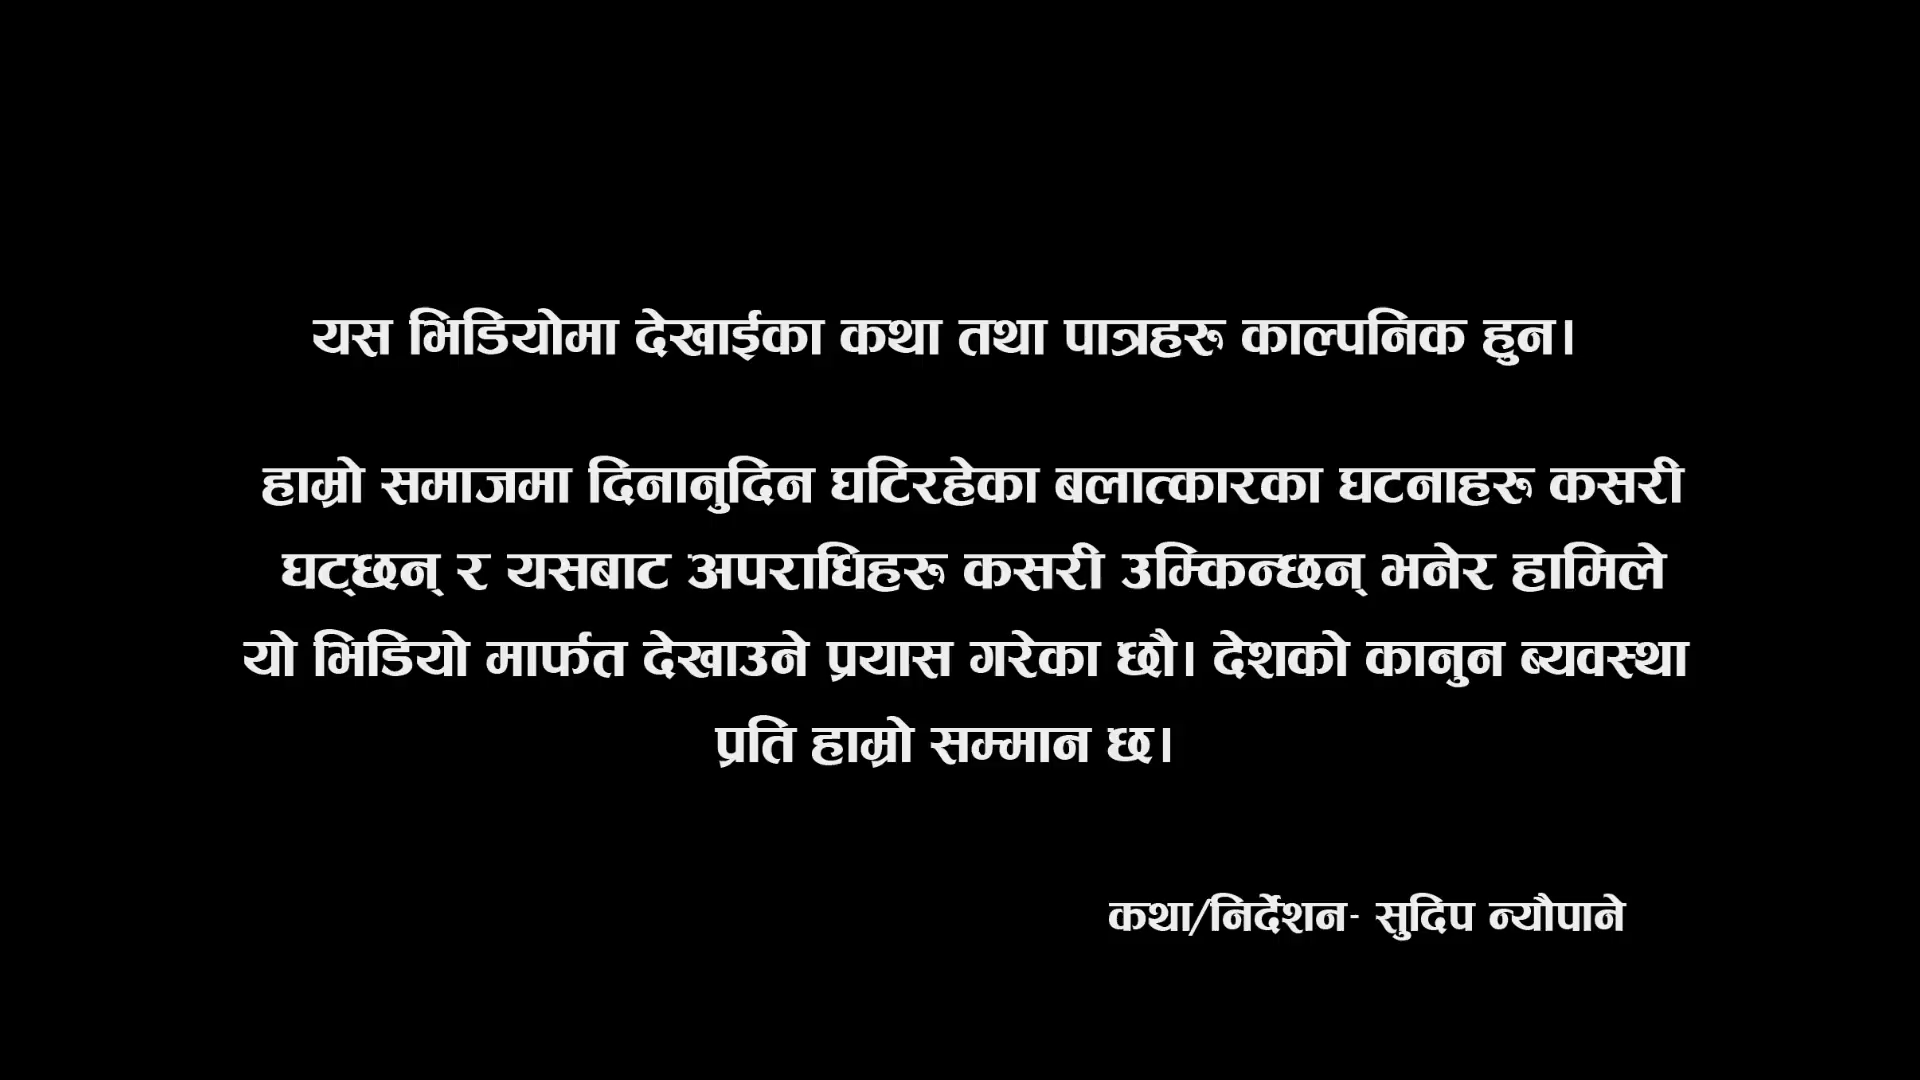 यस भिडियोमा देखाईका कथा तथा पात्रहरु काल्पनिक हुन।
हाम्रो समाजमा दिनानुदिन घटिरहेका बलात्कारका घटनाहरु कसरी
घट्छन् र यसबाट अपराधिहरु कसरी उम्किन्छन् भनेर हामिले
यो भिडियो मार्फत देखाउने प्रयास गरेका छौ। देशको कानुन ब्यवस्था
प्रति हाम्रो सम्मान छ।
कथा/निर्देशन- सुदिप न्यौपाने